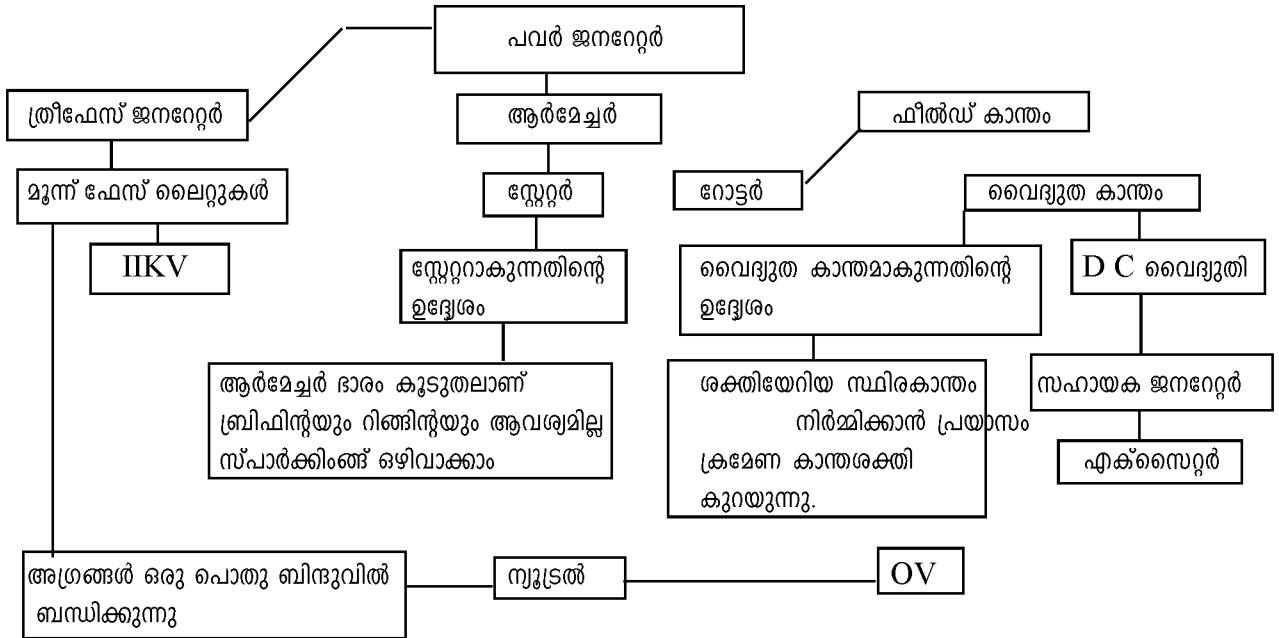 പവർ ജനറേറ്റർ
ത്രീഫേസ് ജനറേറ്റർ
ആർമേച്ചർ
ഫീൽഡ് കാന്തം
മൂന്ന് ഫേസ് ലൈറ്റുകൾ
സ്റ്റേറ്റർ
റോട്ടർ
വൈദ്യുത കാന്തം
IIKV
സ്റ്റേറ്ററാകുന്നതിന്റെ
ഉദ്ദ്വേശം
വൈദ്യുത കാന്തമാകുന്നതിന്റെ
ഉദ്ദ്വേശം
D C വൈദ്യുതി
ആർമേച്ചർ ഭാരം കൂടുതലാണ്
ബ്രിഫിന്റയും റിങ്ങിന്റയും ആവശ്യമില്ല
സ്പാർക്കിംങ്ങ് ഒഴിവാക്കാം
ശക്തിയേറിയ സ്ഥിരകാന്തം
നിർമ്മിക്കാൻ പ്രയാസം
ക്രമേണ കാന്തശക്തി
കുറയുന്നു.
സഹായക ജനറേറ്റർ
എക്സൈറ്റർ
അഗ്രങ്ങൾ ഒരു പൊതു ബിന്ദുവിൽ
ബന്ധിക്കുന്നു
ന്യൂട്രൽ
OV